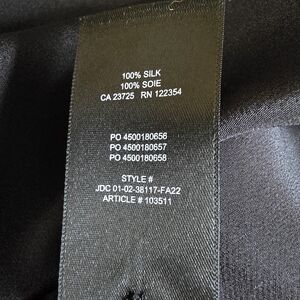 100% SILK
100% SOIE
CA 23725 RN 122354
PO 4500180656
PO 4500180657
PO 4500180658
STYLE #
JDC 01-02-38117-FA22
ARTICLE # 103511